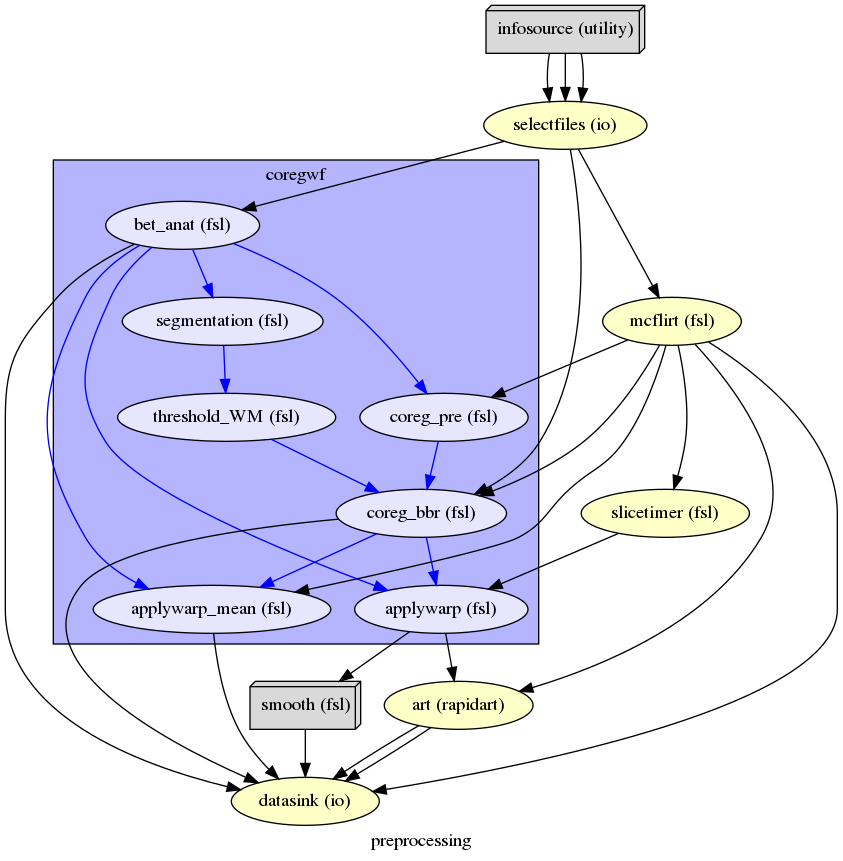 infosource (utility)
selectfiles (io)
coregwf
bet_anat (fsl)
segmentation (fsl)
mcflirt (fsl)
threshold_WM (fsl)
coreg_pre (fsl)
coreg_bbr (fsl)
slicetimer (fsl)
applywarp_mean (fsl)
applywarp (fsl)
smooth (fsl)
art (rapidart)
datasink (io)
preprocessing